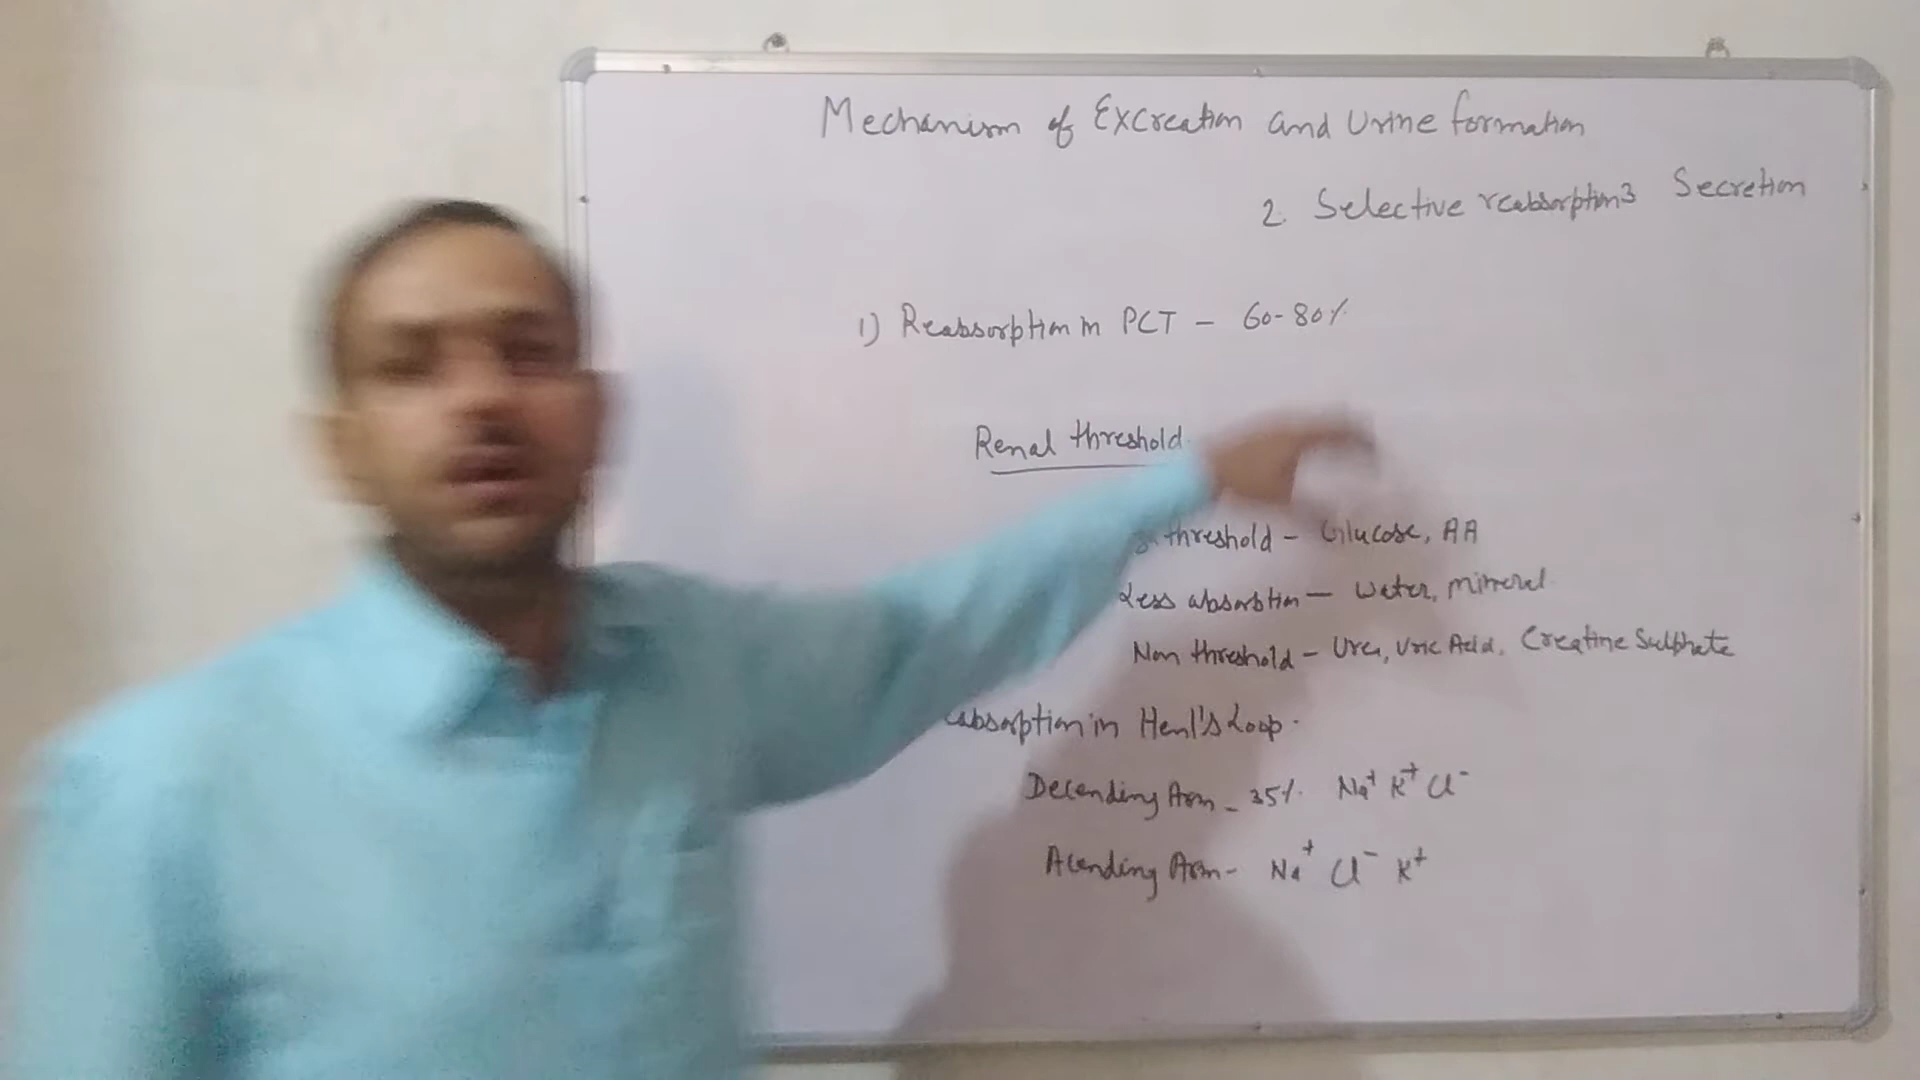 Mechanism of Excreation and Urine formation
2. Selective reabsorption 3 Secretion
1) Reabsorption in PCT - 60-80%
Renal threshold
threshold - Glucose, AA
Less absorbtion - Water, mineral
Non threshold - Urea, Uric Acid, Creatine Sulphate
absorption in Henl's Loop.
Decending Arm - 35% Na+ K+ Cl-
Acending Arm - Na+ Cl- K+